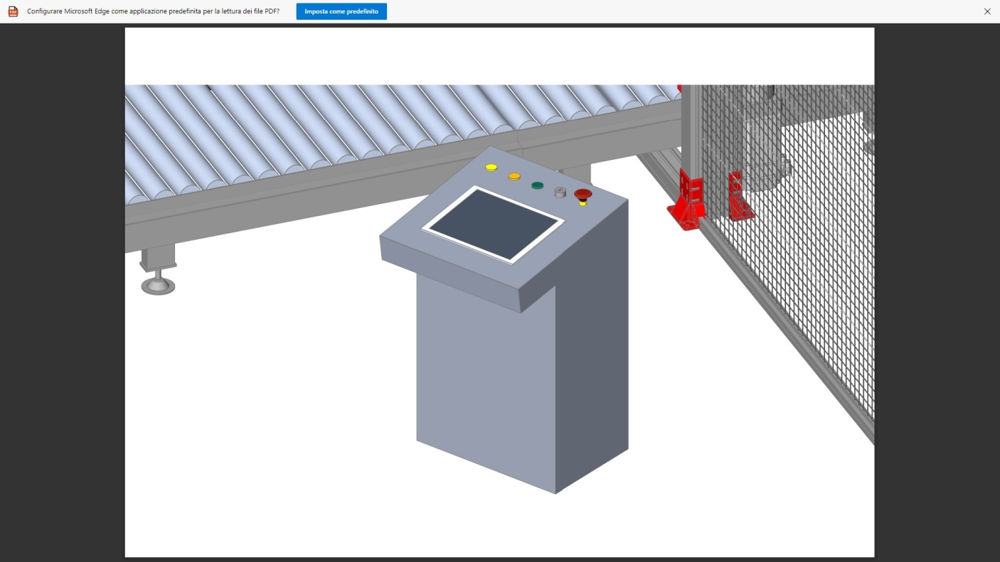 PDF
Configurare Microsoft Edge come applicazione predefinita per la lettura dei file PDF?
Imposta come predefinito